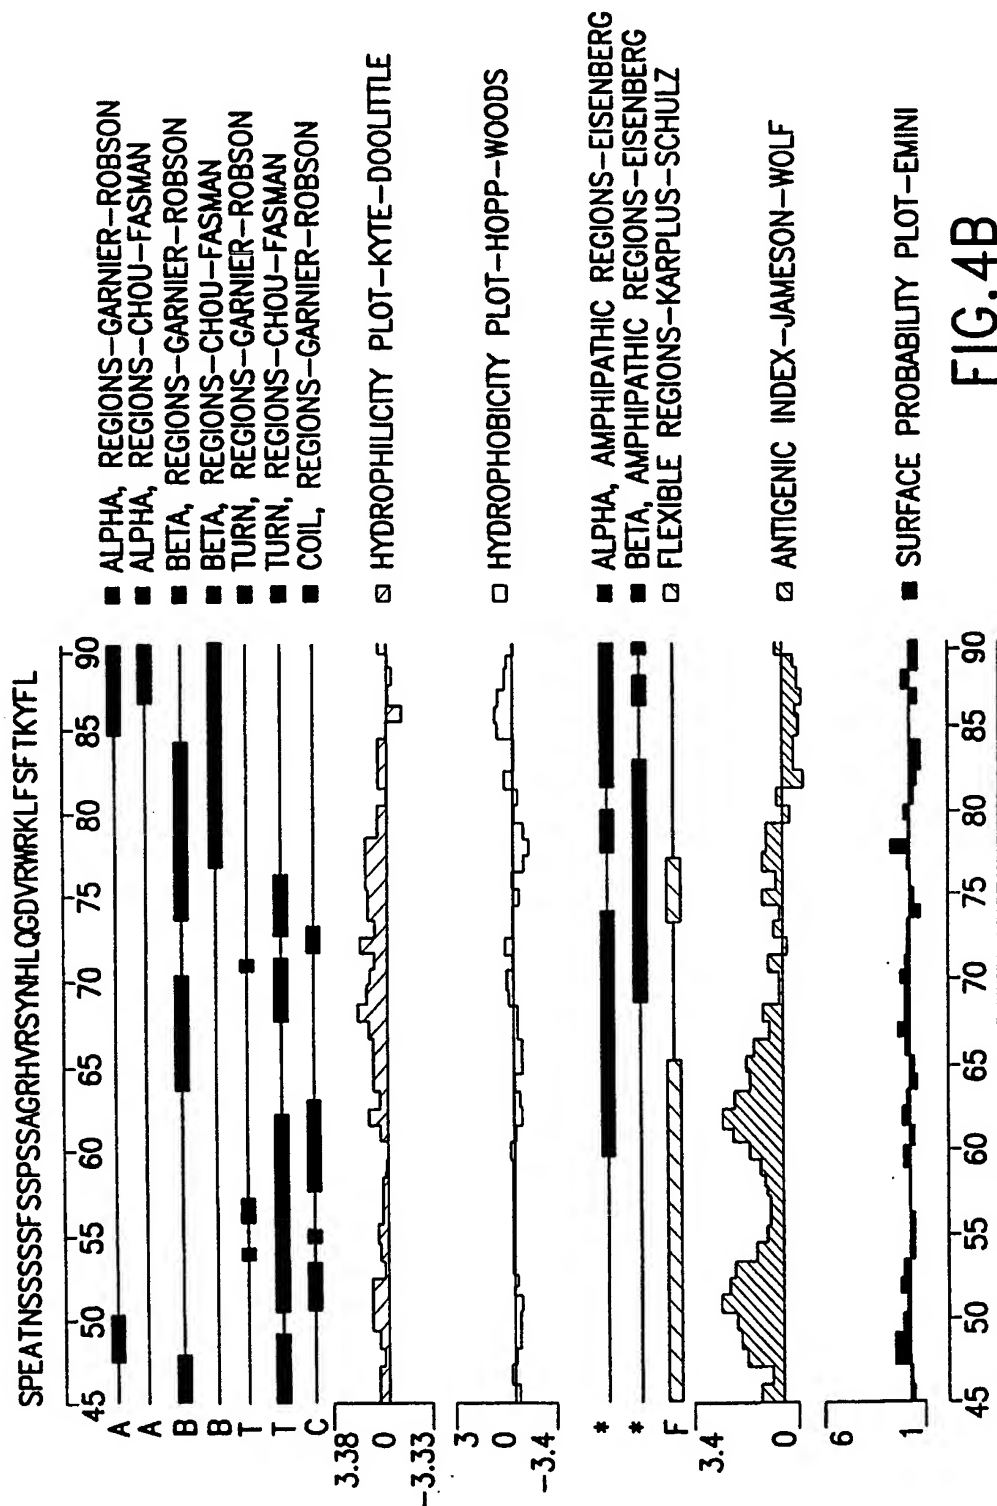 SPEATNSSSSSFSSPSSAGRHVRSYNHLQGDVRWRKLFSFTKYFL
45 50 55 60 65 70 75 80 85 90
A ALPHA, REGIONS-GARNIER-ROBSON
A ALPHA, REGIONS-CHOU-FASMAN
B BETA, REGIONS-GARNIER-ROBSON
B BETA, REGIONS-CHOU-FASMAN
T TURN, REGIONS-GARNIER-ROBSON
T TURN, REGIONS-CHOU-FASMAN
C COIL, REGIONS-GARNIER-ROBSON
3.38
0 HYDROPHILICITY PLOT-KYTE-DOOLITTLE
-3.33
3
0 HYDROPHOBICITY PLOT-HOPP-WOODS
-3.4
* ALPHA, AMPHIPATHIC REGIONS-EISENBERG
* BETA, AMPHIPATHIC REGIONS-EISENBERG
F FLEXIBLE REGIONS-KARPLUS-SCHULZ
3.4
0 ANTIGENIC INDEX-JAMESON-WOLF
6
1 SURFACE PROBABILITY PLOT-EMINI
45 50 55 60 65 70 75 80 85 90
FIG.4B